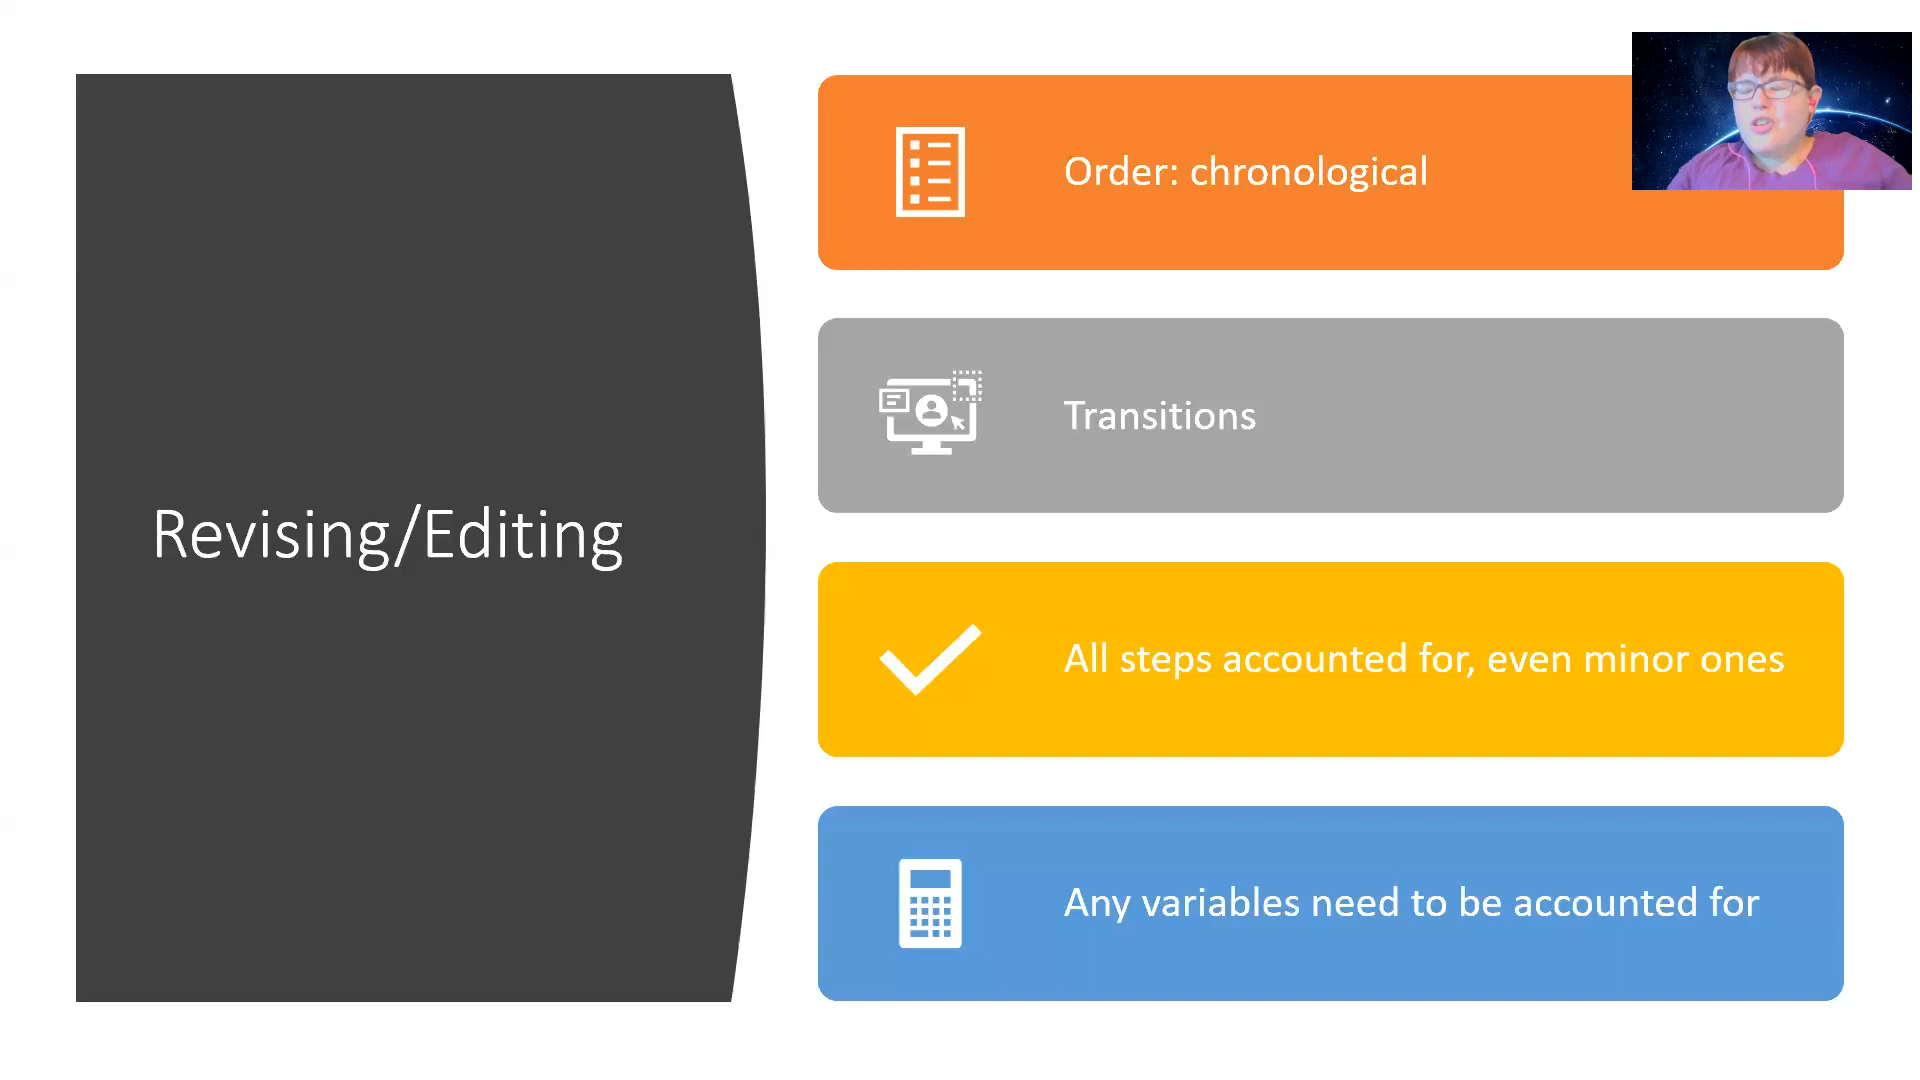 Revising/Editing
Order: chronological
Transitions
All steps accounted for, even minor ones
Any variables need to be accounted for